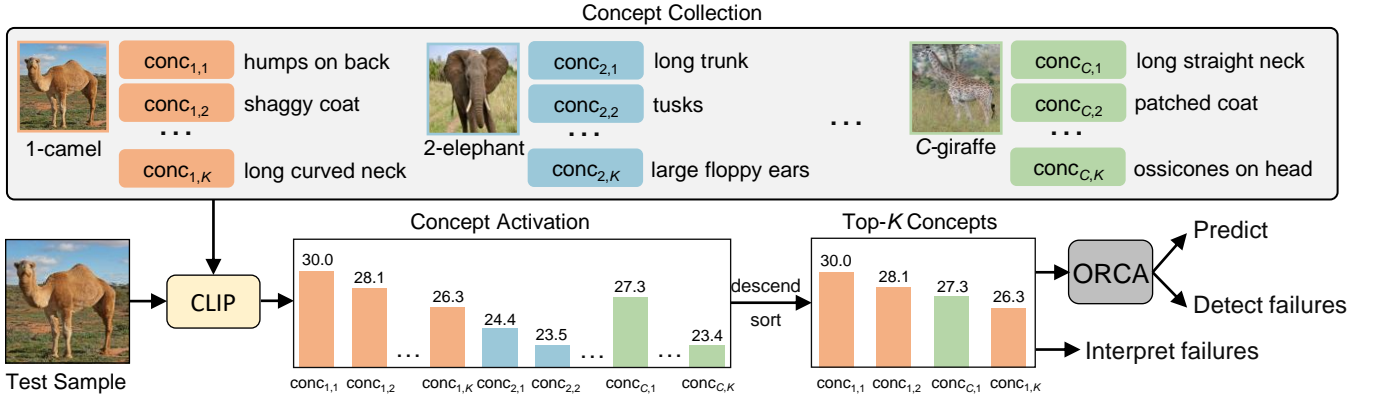 Concept Collection
conc1,1 humps on back
conc1,2 shaggy coat
...
conc1,K long curved neck
1-camel
conc2,1 long trunk
conc2,2 tusks
...
conc2,K large floppy ears
2-elephant
...
concC,1 long straight neck
concC,2 patched coat
...
concC,K ossicones on head
C-giraffe
Test Sample
CLIP
Concept Activation
30.0
28.1
26.3
24.4
23.5
27.3
23.4
... ... ...
conc1,1 conc1,2 conc1,K conc2,1 conc2,2 concC,1 concC,K
descend
sort
Top-K Concepts
30.0
28.1
27.3
26.3
conc1,1 conc1,2 concC,1 conc1,K
ORCA
Predict
Detect failures
Interpret failures